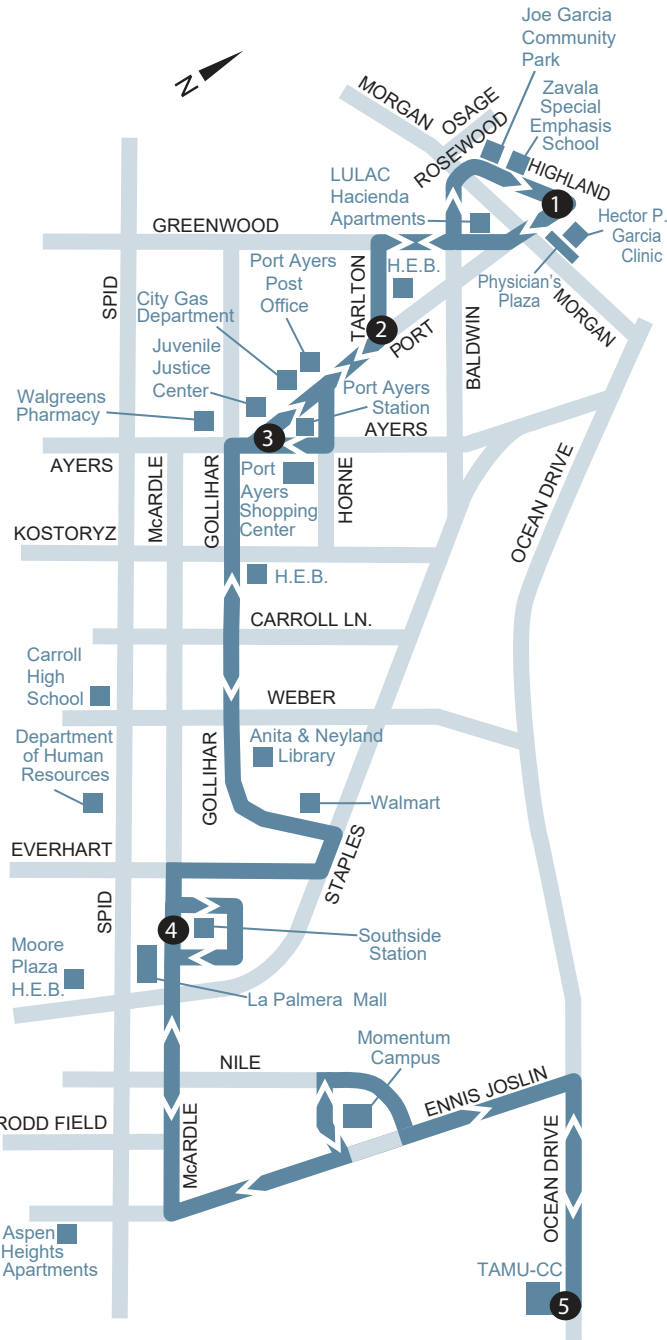 N
Joe Garcia
Community
Park
MORGAN
OSAGE
Zavala
Special
Emphasis
School
ROSEWOOD
HIGHLAND
LULAC
Hacienda
Apartments
1
Hector P.
Garcia
Clinic
GREENWOOD
Port Ayers
Post
Office
H.E.B.
Physician's
Plaza
MORGAN
SPID
City Gas
Department
TARLTON
2
PORT
BALDWIN
Juvenile
Justice
Center
Walgreens
Pharmacy
Port Ayers
Station
3
AYERS
AYERS
McARDLE
GOLLIHAR
Port
Ayers
Shopping
Center
HORNE
OCEAN DRIVE
KOSTORYZ
H.E.B.
CARROLL LN.
Carroll
High
School
WEBER
Department
of Human
Resources
GOLLIHAR
Anita & Neyland
Library
Walmart
EVERHART
STAPLES
SPID
4
Southside
Station
Moore
Plaza
H.E.B.
La Palmera Mall
Momentum
Campus
NILE
ENNIS JOSLIN
RODD FIELD
McARDLE
OCEAN DRIVE
Aspen
Heights
Apartments
TAMU-CC
5